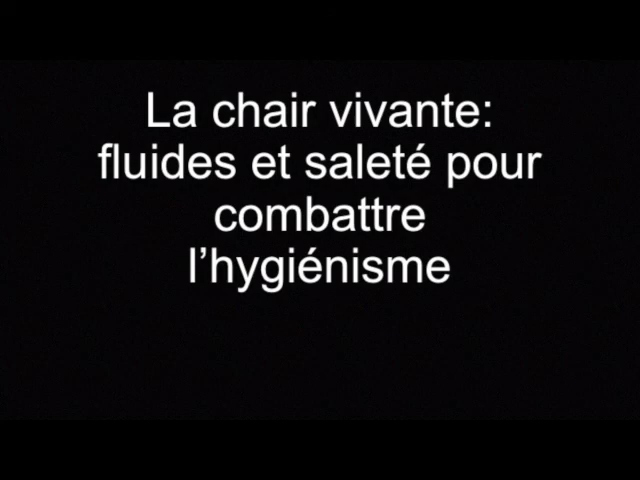 La chair vivante:
fluides et saleté pour
combattre
l’hygiénisme